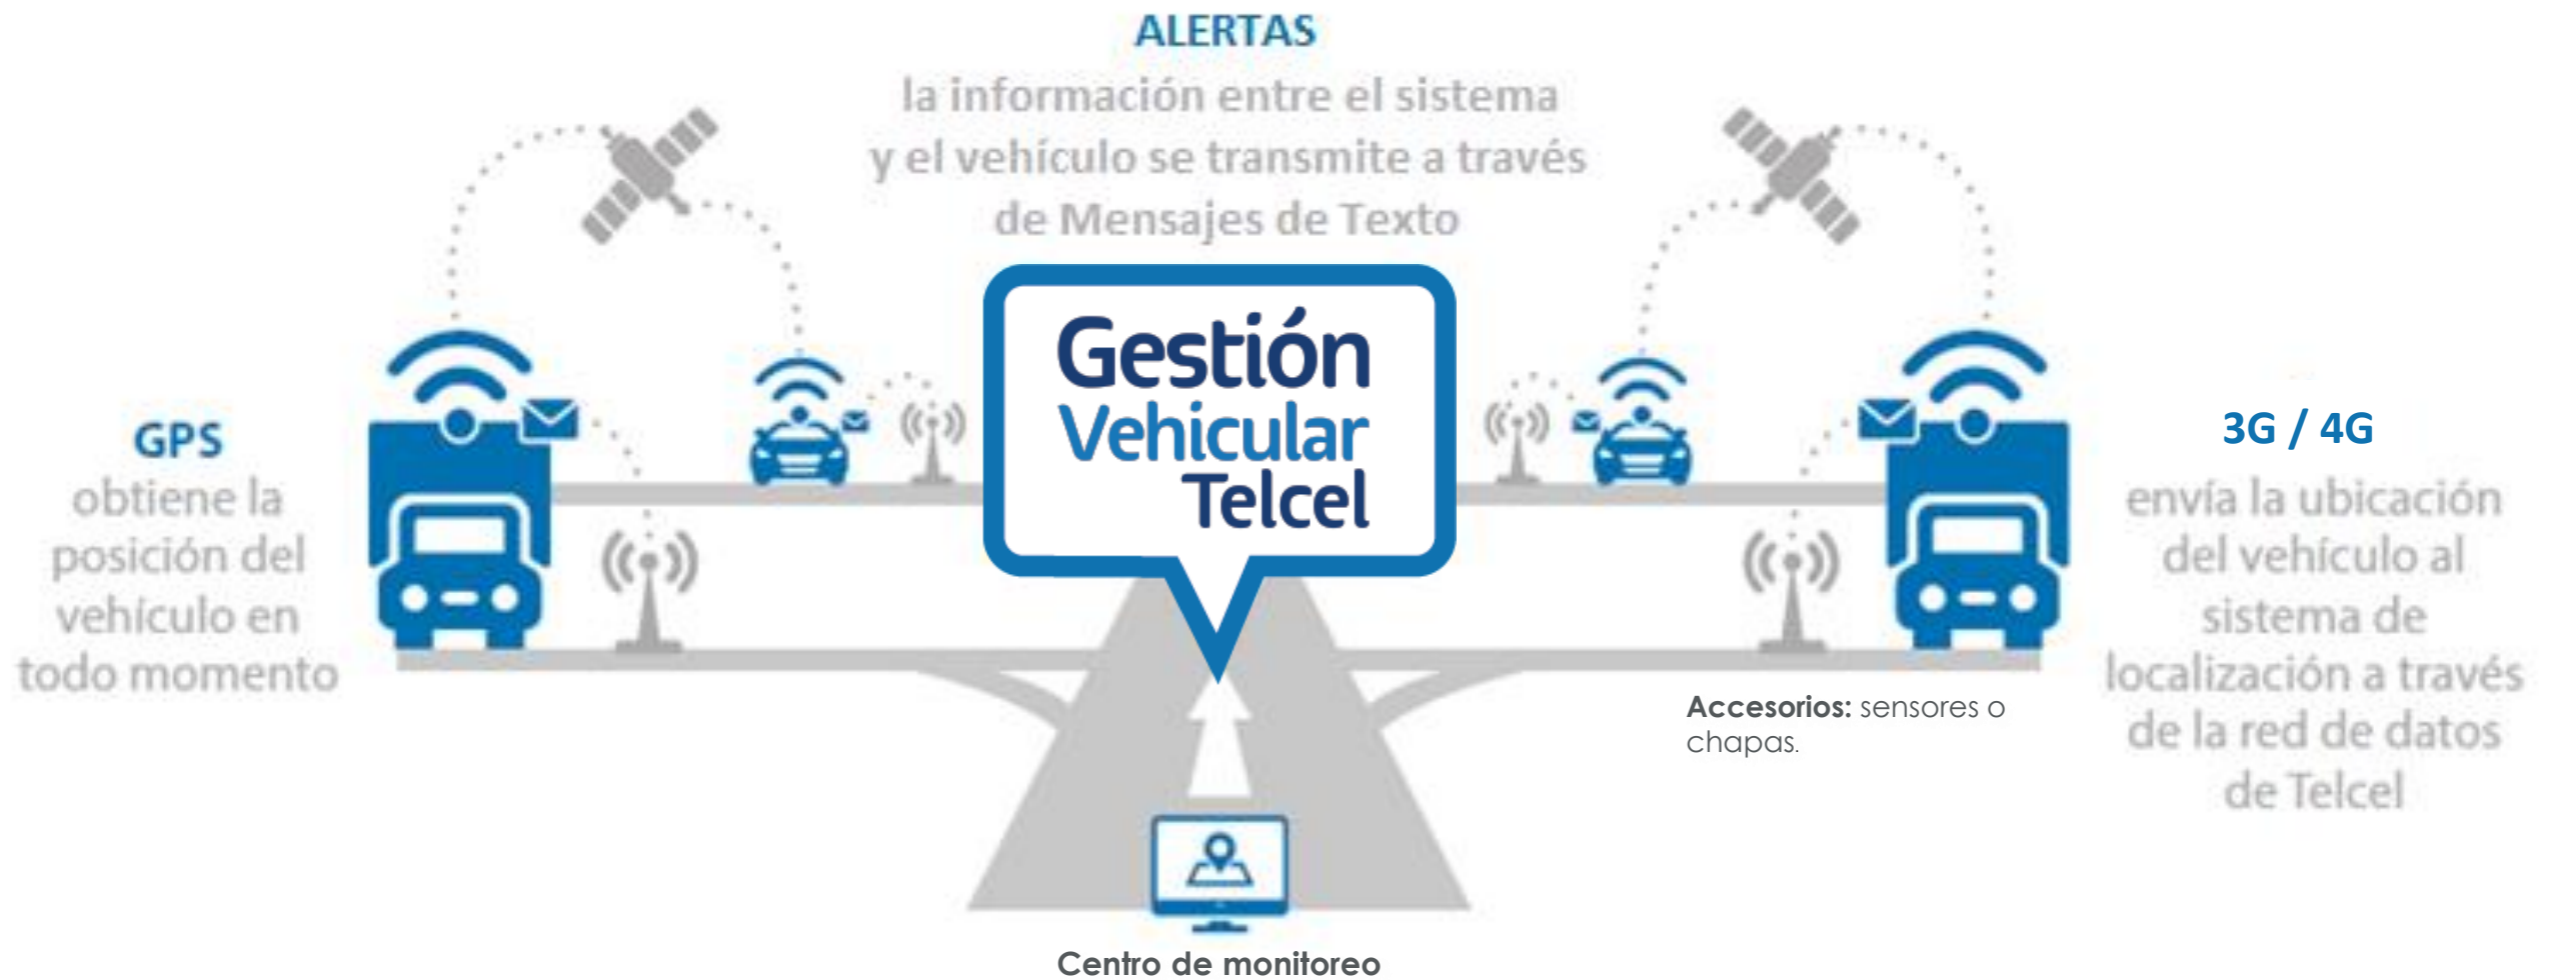 ALERTAS
la información entre el sistema
y el vehículo se transmite a través
de Mensajes de Texto
Gestión
Vehicular
Telcel
GPS
obtiene la
posición del
vehículo en
todo momento
3G / 4G
envía la ubicación
del vehículo al
sistema de
localización a través
de la red de datos
de Telcel
Accesorios: sensores o
chapas.
Centro de monitoreo